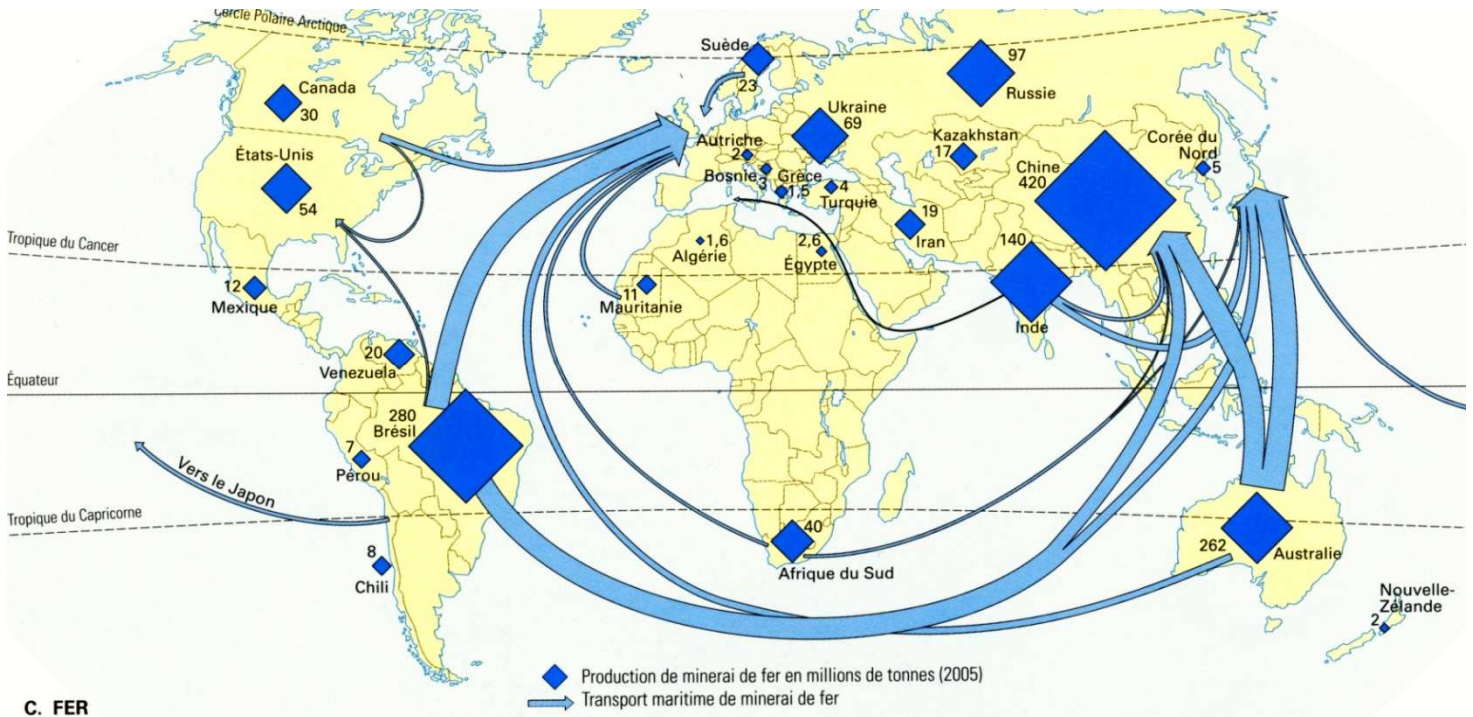 Cercle Polaire Arctique
Suède
23
97
Russie
Canada
30
Ukraine
69
États-Unis
54
Autriche
2
Bosnie
3
Grèce
1,5
4
Turquie
Kazakhstan
17
Chine
420
Corée du
Nord
5
19
Iran
Tropique du Cancer
1,6
Algérie
2,6
Égypte
140
Inde
12
Mexique
11
Mauritanie
20
Venezuela
Équateur
280
Brésil
7
Pérou
Vers le Japon
Tropique du Capricorne
8
Chili
40
Afrique du Sud
262
Australie
Nouvelle-
Zélande
2
Production de minerai de fer en millions de tonnes (2005)
Transport maritime de minerai de fer
C. FER